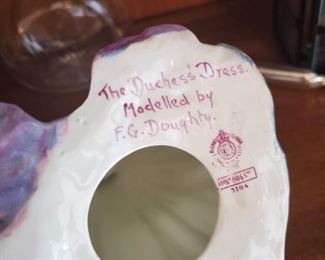 The Duchess' Dress.
Modelled by
F.G. Doughty.